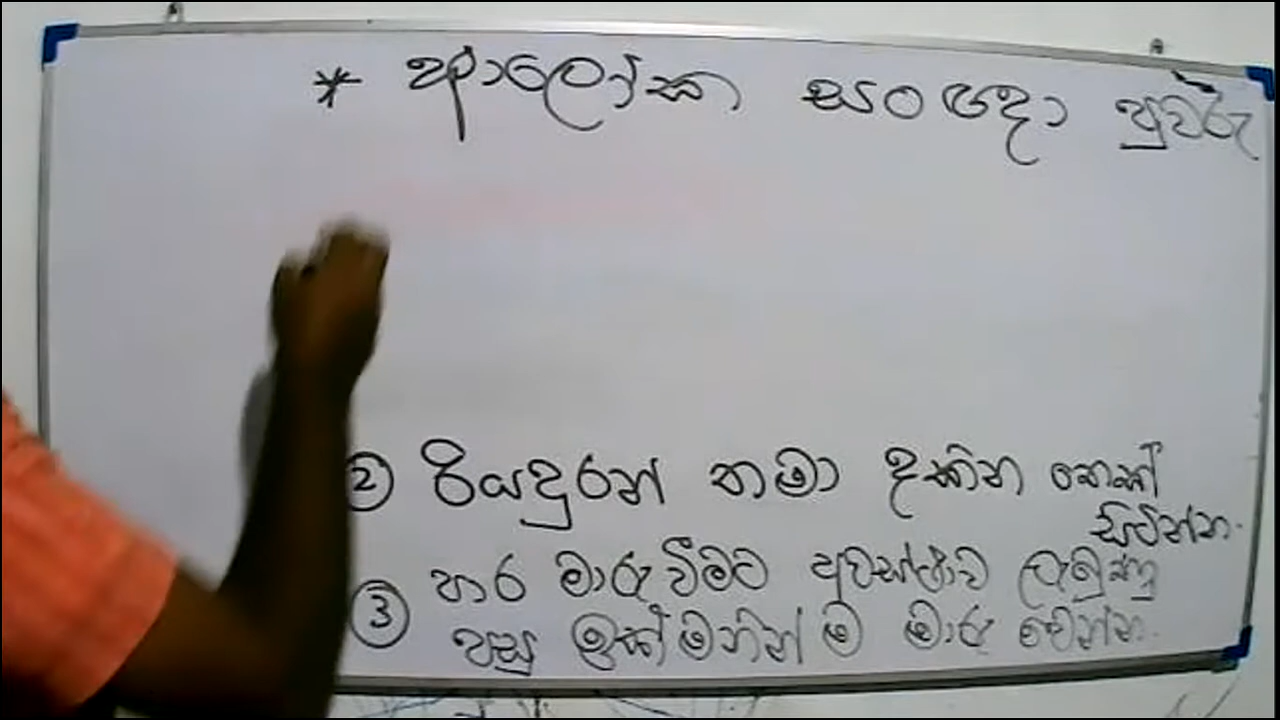 * ආලෝක සංඥා පුවරු
② රියදුරන් තමා දකින තෙක්
සිටින්න.
③ හර මාරුවීමට අවස්ථාව ලැබුණු
පසු ඉක්මනින්ම මාරු වෙන්න.